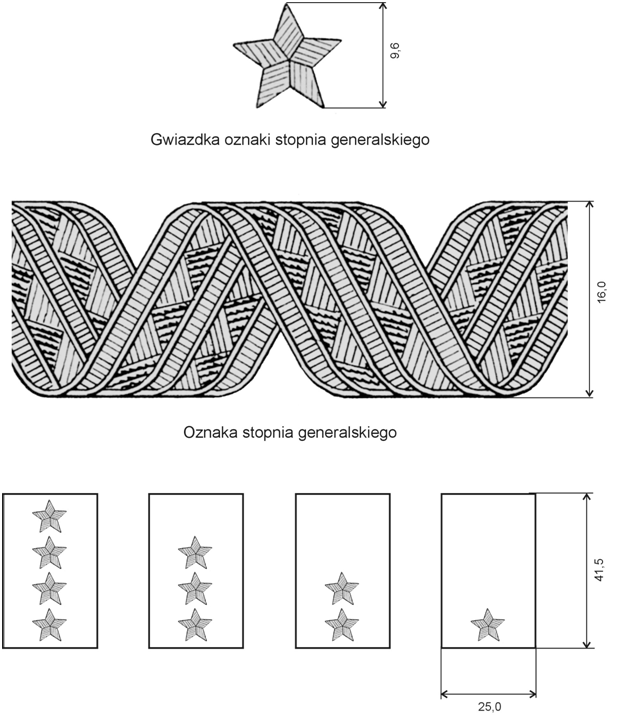 9,6
Gwiazdka oznaki stopnia generalskiego
16,0
Oznaka stopnia generalskiego
41,5
25,0